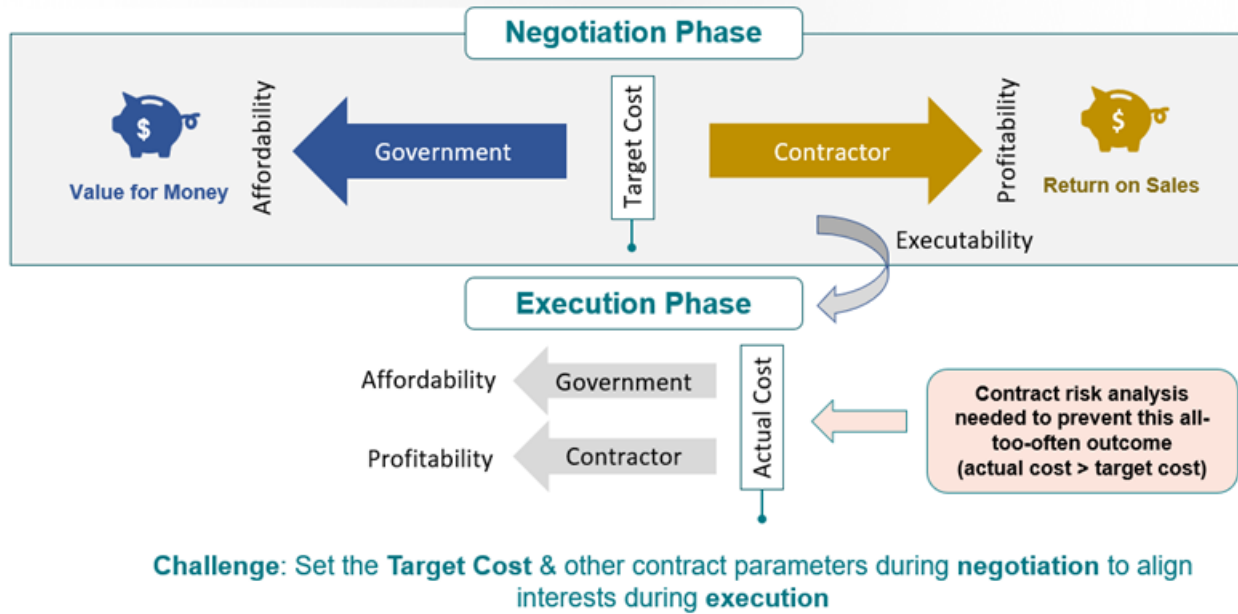 Negotiation Phase
$
Value for Money
Affordability
Government
Target Cost
Contractor
Profitability
$
Return on Sales
Executability
Execution Phase
Affordability
Government
Profitability
Contractor
Actual Cost
Contract risk analysis
needed to prevent this all-
too-often outcome
(actual cost > target cost)
Challenge: Set the Target Cost & other contract parameters during negotiation to align
interests during execution